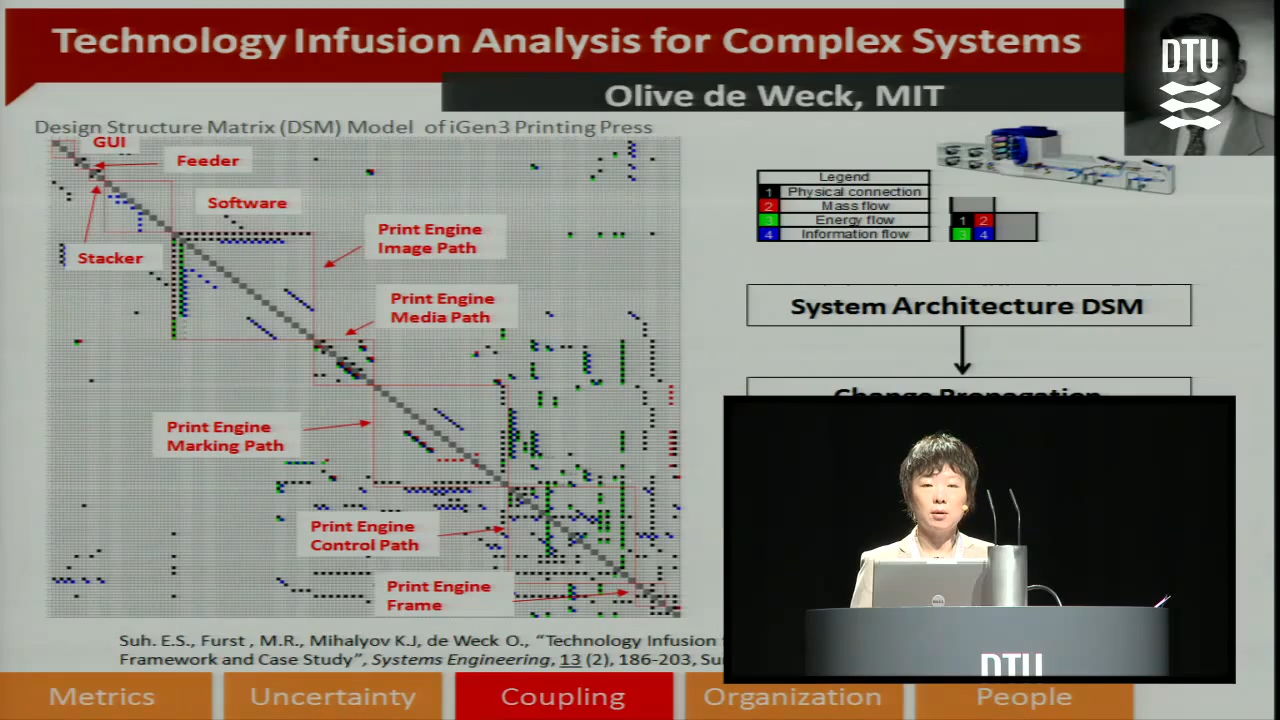 Technology Infusion Analysis for Complex Systems
DTU
Olive de Weck, MIT
Design Structure Matrix (DSM) Model of iGen3 Printing Press
GUI
Feeder
Software
Stacker
Print Engine
Image Path
Print Engine
Media Path
Print Engine
Marking Path
Print Engine
Control Path
Print Engine
Frame
Legend
1 Physical connection
2 Mass flow
3 Energy flow
4 Information flow
1 2
3 4
System Architecture DSM
Change Propagation
DELL
DTU
Suh. E.S., Furst , M.R., Mihalyov K.J, de Weck O., “Technology Infusion
Framework and Case Study”, Systems Engineering, 13 (2), 186-203, Su
Metrics
Uncertainty
Coupling
Organization
People